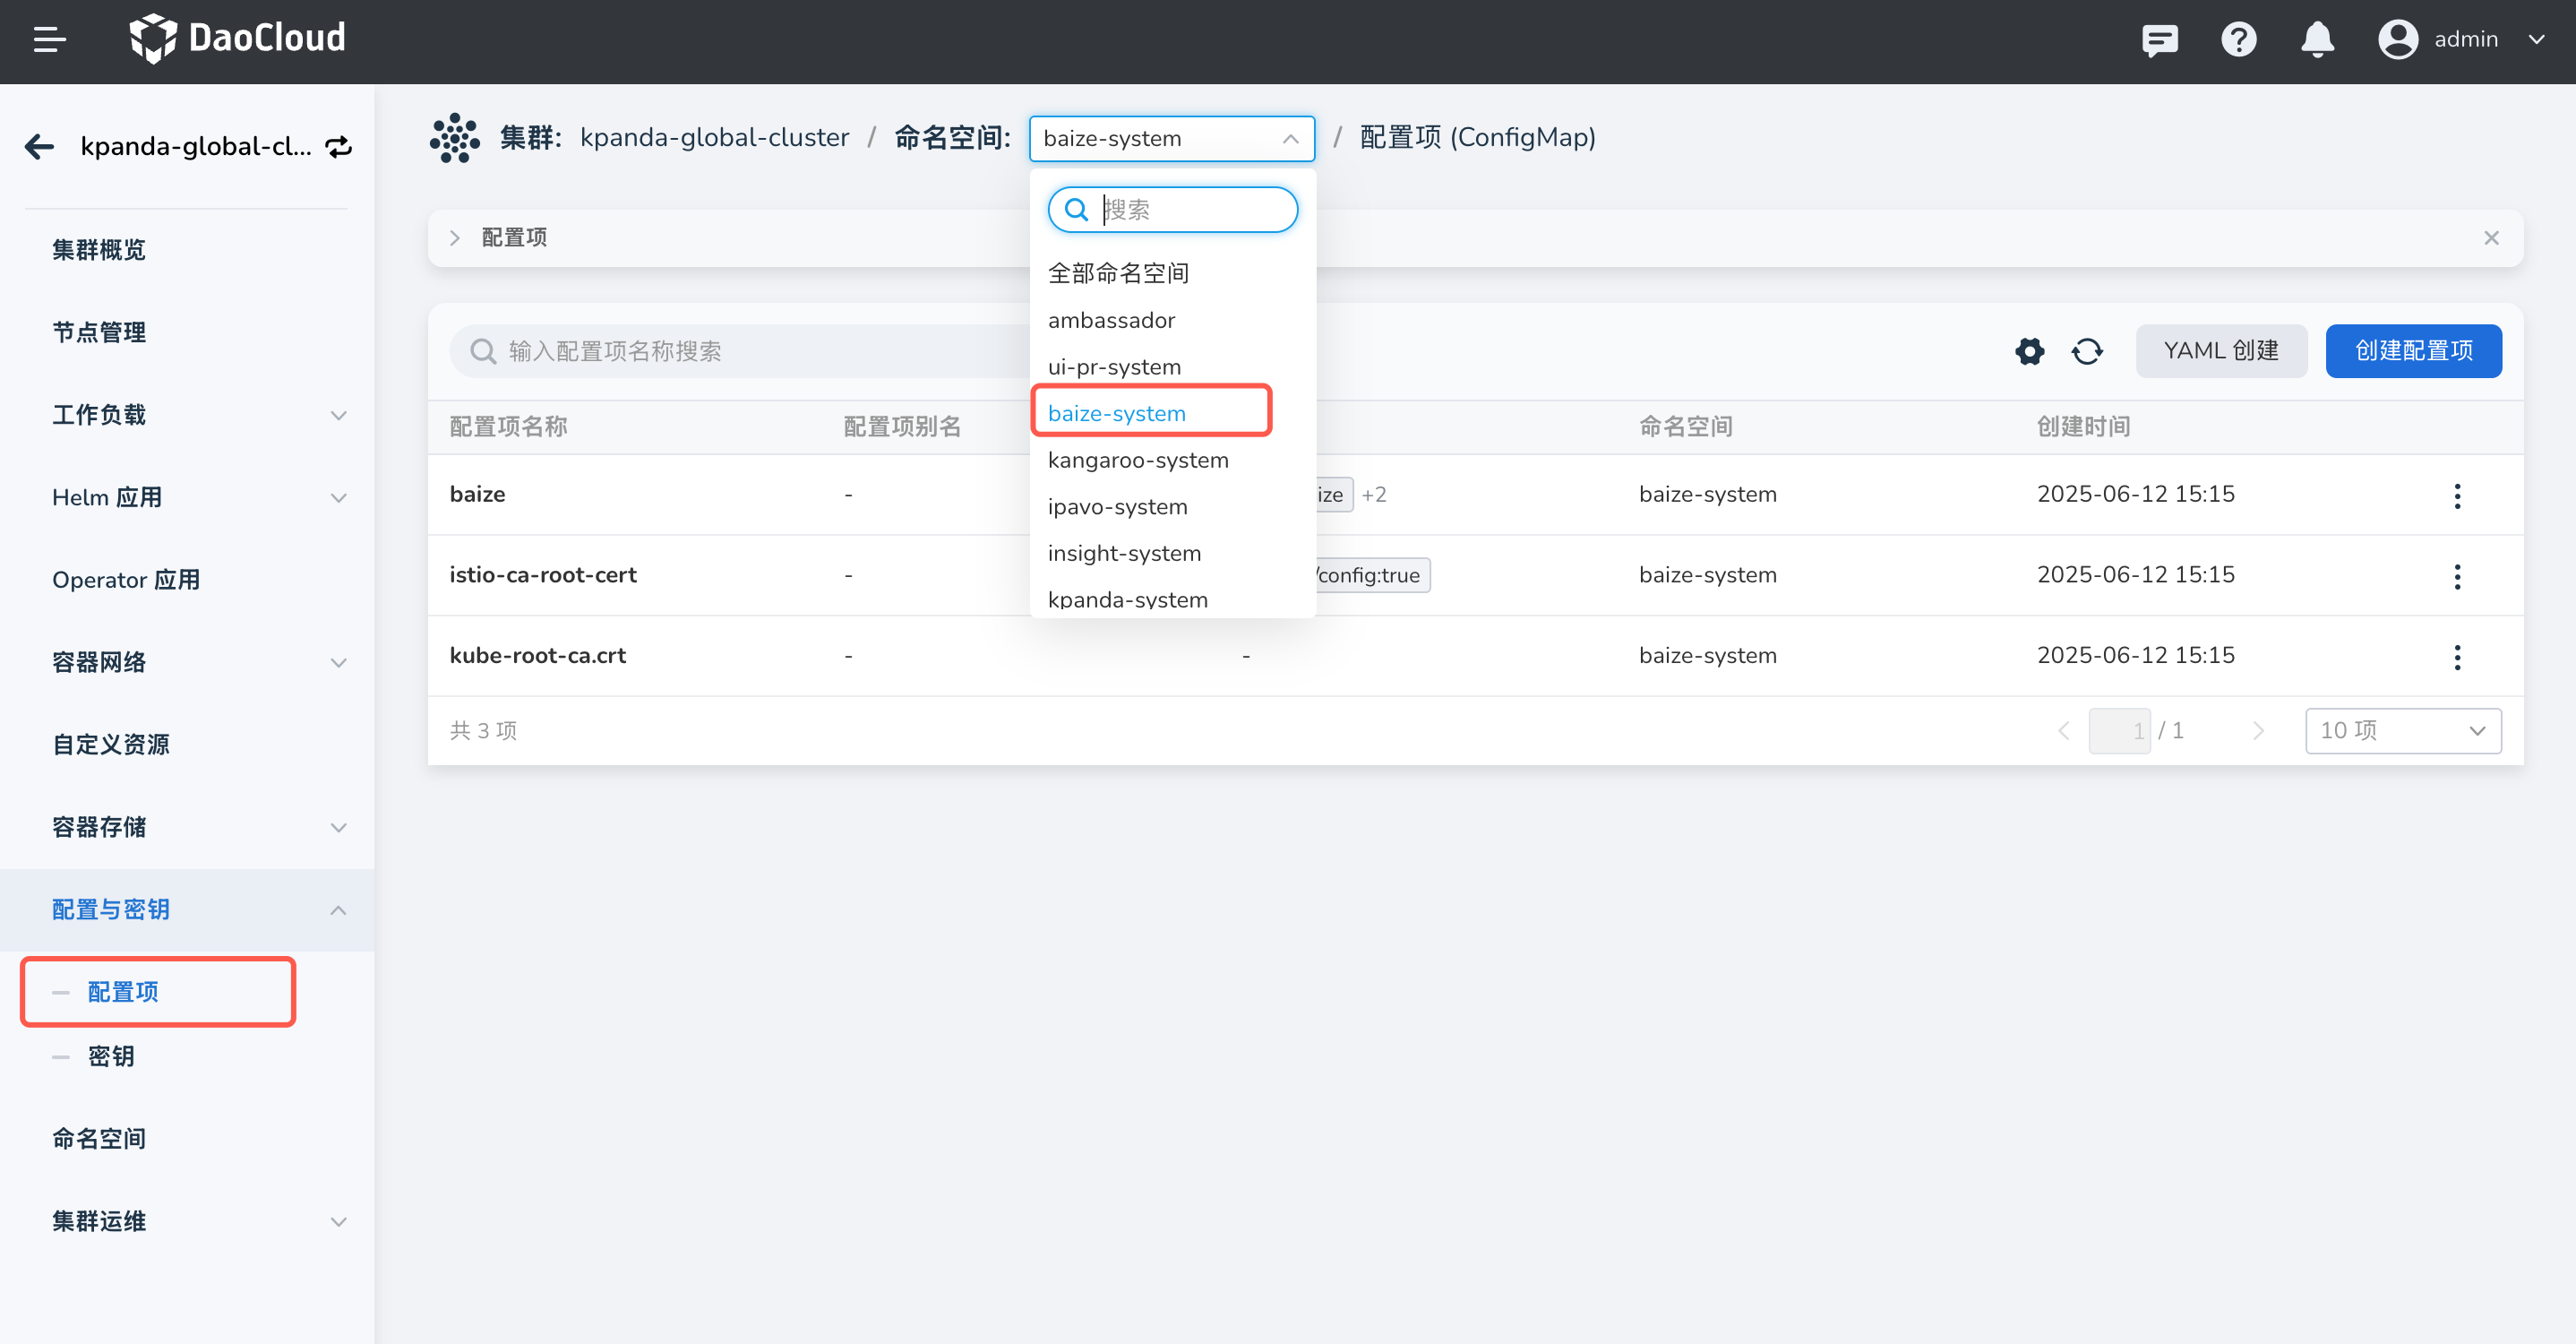 DaoCloud
admin
kpanda-global-cl...
集群概览
节点管理
工作负载
Helm 应用
Operator 应用
容器网络
自定义资源
容器存储
配置与密钥
配置项
密钥
命名空间
集群运维
集群: kpanda-global-cluster / 命名空间: baize-system / 配置项 (ConfigMap)
搜索
全部命名空间
ambassador
ui-pr-system
baize-system
kangaroo-system
ipavo-system
insight-system
kpanda-system
配置项
输入配置项名称搜索
YAML 创建
创建配置项
配置项名称 配置项别名 命名空间 创建时间
baize - ize +2 baize-system 2025-06-12 15:15
istio-ca-root-cert - /config:true baize-system 2025-06-12 15:15
kube-root-ca.crt - - baize-system 2025-06-12 15:15
共 3 项
1 / 1
10 项